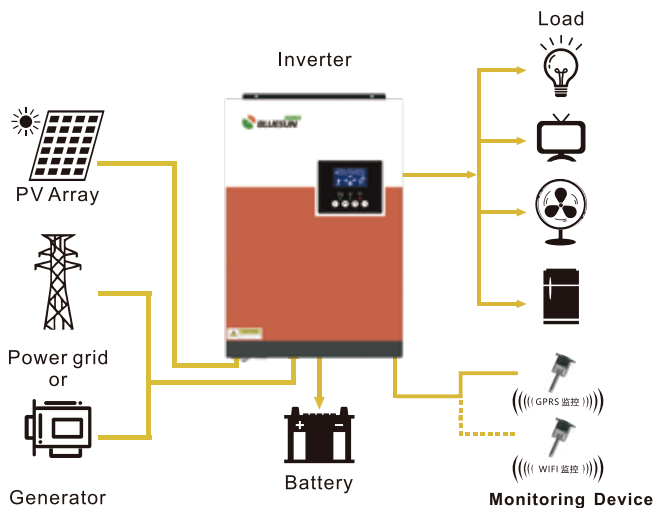 Load
Inverter
BLUESUN
PV Array
Power grid
or
Generator
Battery
+ −
GPRS 监控
WIFI 监控
Monitoring Device